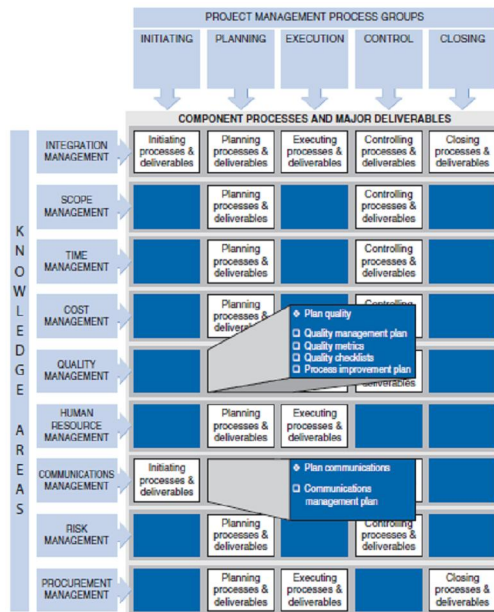 PROJECT MANAGEMENT PROCESS GROUPS
INITIATING PLANNING EXECUTION CONTROL CLOSING
COMPONENT PROCESSES AND MAJOR DELIVERABLES
KNOWLEDGE AREAS
INTEGRATION
MANAGEMENT
Initiating
processes &
deliverables
Planning
processes &
deliverables
Executing
processes &
deliverables
Controlling
processes &
deliverables
Closing
processes &
deliverables
SCOPE
MANAGEMENT
Planning
processes &
deliverables
Controlling
processes &
deliverables
TIME
MANAGEMENT
Planning
processes &
deliverables
Controlling
processes &
deliverables
COST
MANAGEMENT
Planning
processes &
QUALITY
MANAGEMENT
❖ Plan quality
❑ Quality management plan
❑ Quality metrics
❑ Quality checklists
❑ Process improvement plan
HUMAN
RESOURCE
MANAGEMENT
Planning
processes &
deliverables
Executing
processes &
deliverables
COMMUNICATIONS
MANAGEMENT
Initiating
processes &
deliverables
❖ Plan communications
❑ Communications
management plan
RISK
MANAGEMENT
Planning
processes &
deliverables
Controlling
processes &
deliverables
PROCUREMENT
MANAGEMENT
Planning
processes &
deliverables
Executing
processes &
deliverables
Closing
processes &
deliverables